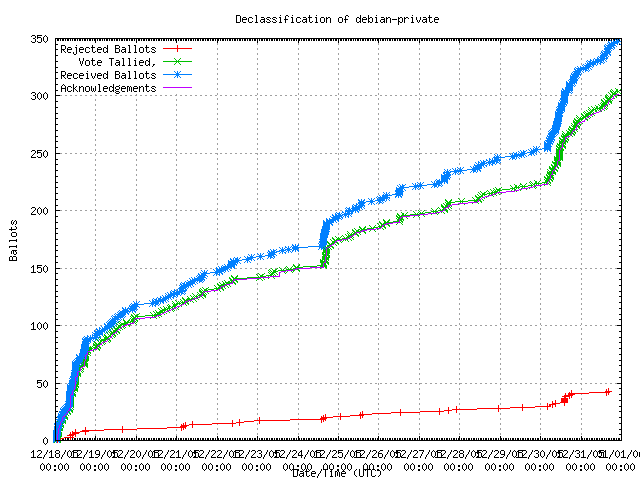 Declassification of debian-private
350
300
250
200
150
100
50
0
Ballots
Rejected Ballots
Vote Tallied,
Received Ballots
Acknowledgements
12/18/05 12/19/05 12/20/05 12/21/05 12/22/05 12/23/05 12/24/05 12/25/05 12/26/05 12/27/05 12/28/05 12/29/05 12/30/05 12/31/05 01/01/06
00:00 00:00 00:00 00:00 00:00 00:00 00:00 00:00 00:00 00:00 00:00 00:00 00:00 00:00 00:00
Date/Time (UTC)